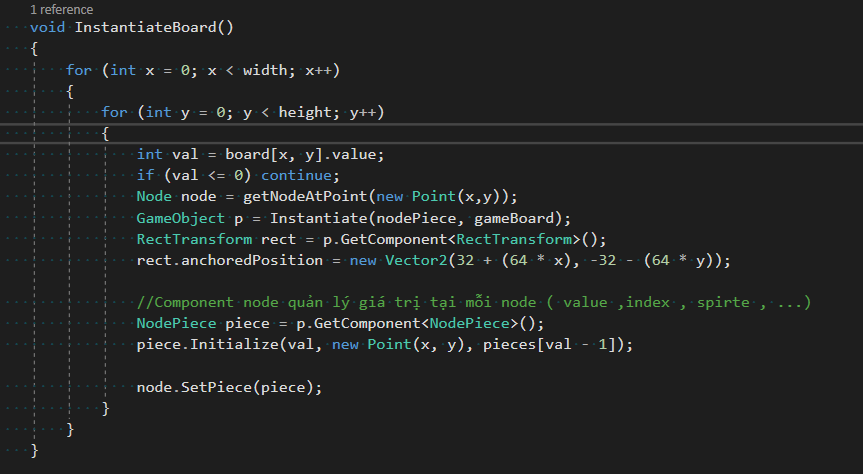 1 reference
void InstantiateBoard()
{
for (int x = 0; x < width; x++)
{
for (int y = 0; y < height; y++)
{
int val = board[x, y].value;
if (val <= 0) continue;
Node node = getNodeAtPoint(new Point(x,y));
GameObject p = Instantiate(nodePiece, gameBoard);
RectTransform rect = p.GetComponent<RectTransform>();
rect.anchoredPosition = new Vector2(32 + (64 * x), -32 - (64 * y));
//Component node quản lý giá trị tại mỗi node ( value ,index , spirte , ...)
NodePiece piece = p.GetComponent<NodePiece>();
piece.Initialize(val, new Point(x, y), pieces[val - 1]);
node.SetPiece(piece);
}
}
}